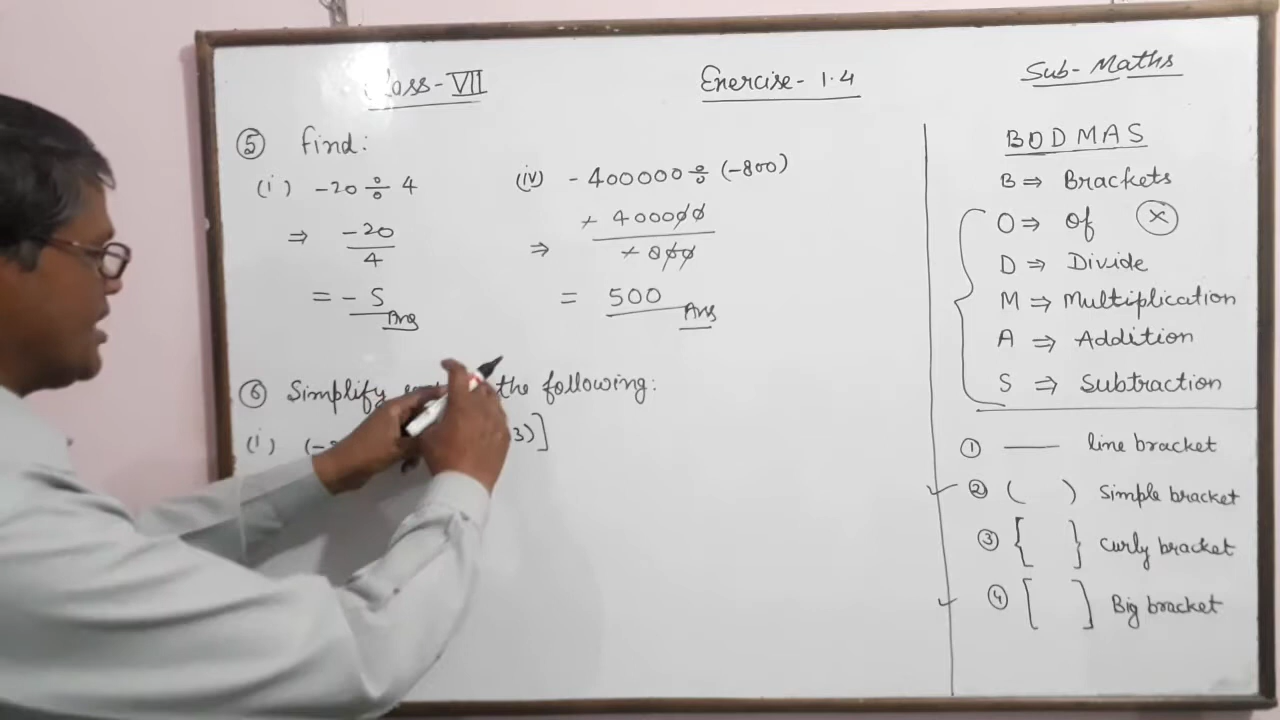 Class-VII
Exercise-1.4
Sub-Maths
⑤ find:
(i) -20 ÷ 4
⇒ -20
4
= -5 Ans
(iv) -400000 ÷ (-800)
+ 400000
⇒
+ 800
= 500 Ans
⑥ Simplify the following:
(i) 3)]
BODMAS
B ⇒ Brackets
O ⇒ of ×
D ⇒ Divide
M ⇒ Multiplication
A ⇒ Addition
S ⇒ Subtraction
① — line bracket
② ( ) Simple bracket
③ { } Curly bracket
④ [ ] Big bracket